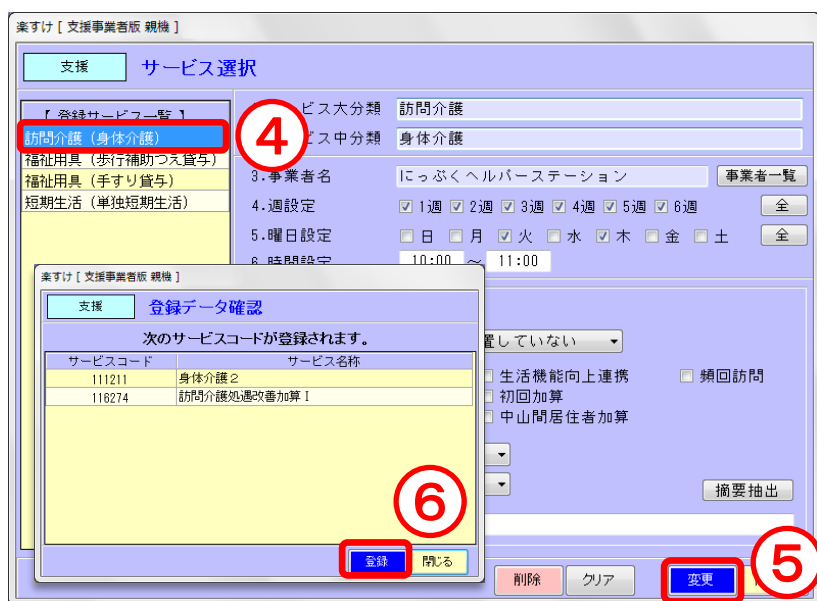 楽すけ [ 支援事業者版 親機 ]
支援 サービス選択
【 登録サービス一覧 】
訪問介護 (身体介護)
福祉用具 (歩行補助つえ貸与)
福祉用具 (手すり貸与)
短期生活 (単独短期生活)
④
ビス大分類 訪問介護
ビス中分類 身体介護
3.事業者名 にっぷくヘルパーステーション 事業者一覧
4.週設定 1週 2週 3週 4週 5週 6週 全
5.曜日設定 日 月 火 水 木 金 土 全
6.時間設定 10:00 ～ 11:00
置していない
生活機能向上連携 頻回訪問
初回加算
中山間居住者加算
摘要抽出
削除 クリア 変更
⑤
楽すけ [ 支援事業者版 親機 ]
支援 登録データ確認
次のサービスコードが登録されます。
サービスコード サービス名称
111211 身体介護2
116274 訪問介護処遇改善加算Ⅰ
⑥
登録 閉じる